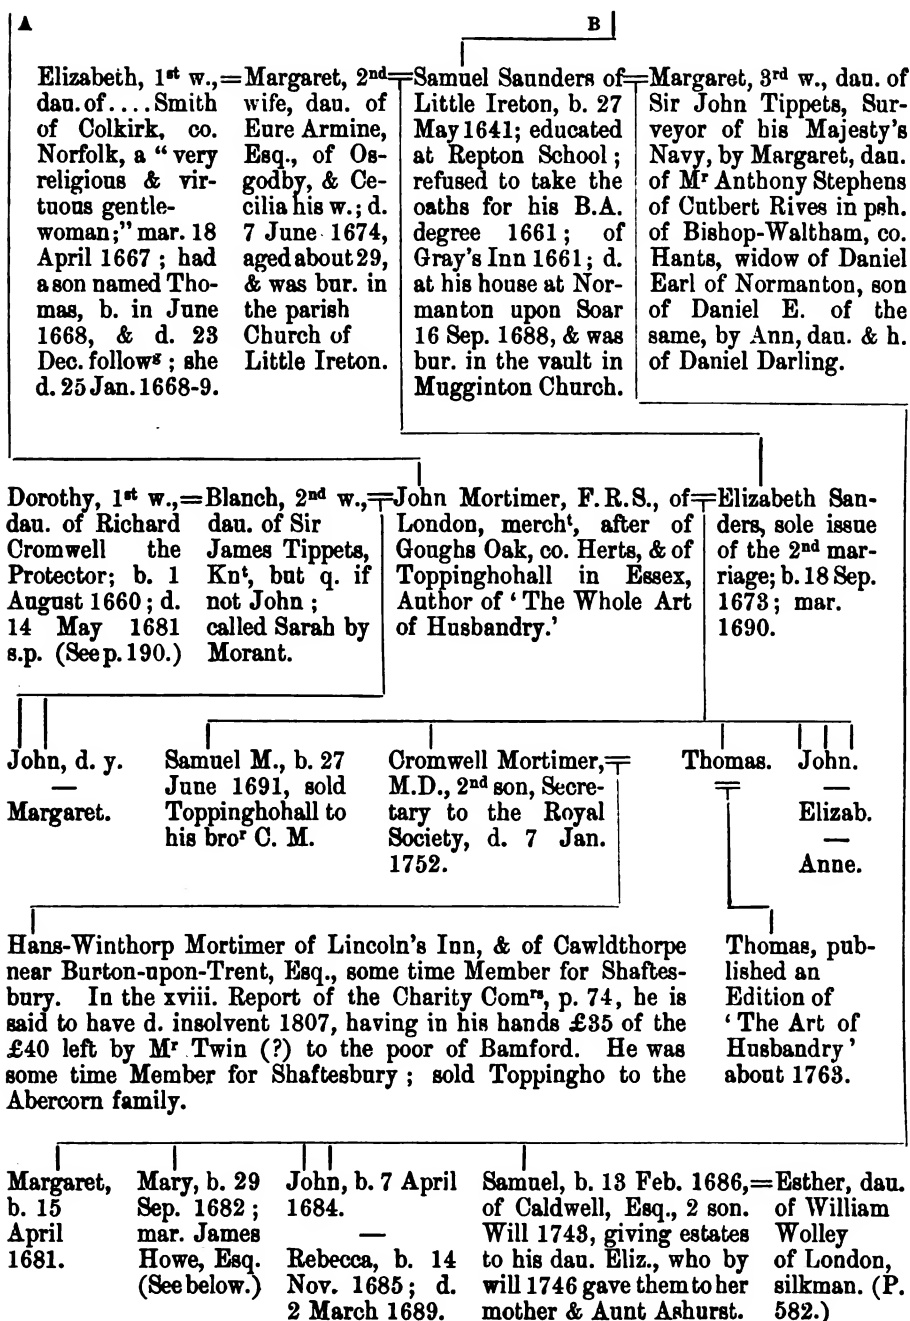 A
B
Elizabeth, 1st w.,=
dau. of .... Smith
of Colkirk, co.
Norfolk, a “very
religious & vir-
tuous gentle-
woman;” mar. 18
April 1667 ; had
a son named Tho-
mas, b. in June
1668, & d. 23
Dec. follows ; she
d. 25 Jan. 1668-9.
Margaret, 2nd
wife, dau. of
Eure Armine,
Esq., of Os-
godby, & Ce-
cilia his w.; d.
7 June 1674,
aged about 29,
& was bur. in
the parish
Church of
Little Ireton.
Samuel Saunders of
Little Ireton, b. 27
May 1641; educated
at Repton School ;
refused to take the
oaths for his B.A.
degree 1661 ; of
Gray's Inn 1661; d.
at his house at Nor-
manton upon Soar
16 Sep. 1688, & was
bur. in the vault in
Mugginton Church.
Margaret, 3rd w., dau. of
Sir John Tippets, Sur-
veyor of his Majesty's
Navy, by Margaret, dau.
of Mr Anthony Stephens
of Cutbert Rives in psh.
of Bishop-Waltham, co.
Hants, widow of Daniel
Earl of Normanton, son
of Daniel E. of the
same, by Ann, dau. & h.
of Daniel Darling.
Dorothy, 1st w.,=
dau. of Richard
Cromwell the
Protector; b. 1
August 1660 ; d.
14 May 1681
s.p. (See p. 190.)
Blanch, 2nd w.,
dau. of Sir
James Tippets,
Knt, but q. if
not John ;
called Sarah by
Morant.
John Mortimer, F.R.S., of
London, mercht, after of
Goughs Oak, co. Herts, & of
Toppinghohall in Essex,
Author of ‘ The Whole Art
of Husbandry.’
Elizabeth San-
ders, sole issue
of the 2nd mar-
riage; b. 18 Sep.
1673; mar.
1690.
John, d. y.
—
Margaret.
Samuel M., b. 27
June 1691, sold
Toppinghohall to
his bror C. M.
Cromwell Mortimer,
M.D., 2nd son, Secre-
tary to the Royal
Society, d. 7 Jan.
1752.
Thomas.
John.
—
Elizab.
—
Anne.
Hans-Winthorp Mortimer of Lincoln's Inn, & of Cawldthorpe
near Burton-upon-Trent, Esq., some time Member for Shaftes-
bury. In the xviii. Report of the Charity Comrs, p. 74, he is
said to have d. insolvent 1807, having in his hands £35 of the
£40 left by Mr Twin (?) to the poor of Bamford. He was
some time Member for Shaftesbury ; sold Toppingho to the
Abercorn family.
Thomas, pub-
lished an
Edition of
‘ The Art of
Husbandry ’
about 1763.
Margaret,
b. 15
April
1681.
Mary, b. 29
Sep. 1682 ;
mar. James
Howe, Esq.
(See below.)
John, b. 7 April
1684.
—
Rebecca, b. 14
Nov. 1685 ; d.
2 March 1689.
Samuel, b. 13 Feb. 1686,=
of Caldwell, Esq., 2 son.
Will 1743, giving estates
to his dau. Eliz., who by
will 1746 gave them to her
mother & Aunt Ashurst.
Esther, dau.
of William
Wolley
of London,
silkman. (P.
582.)